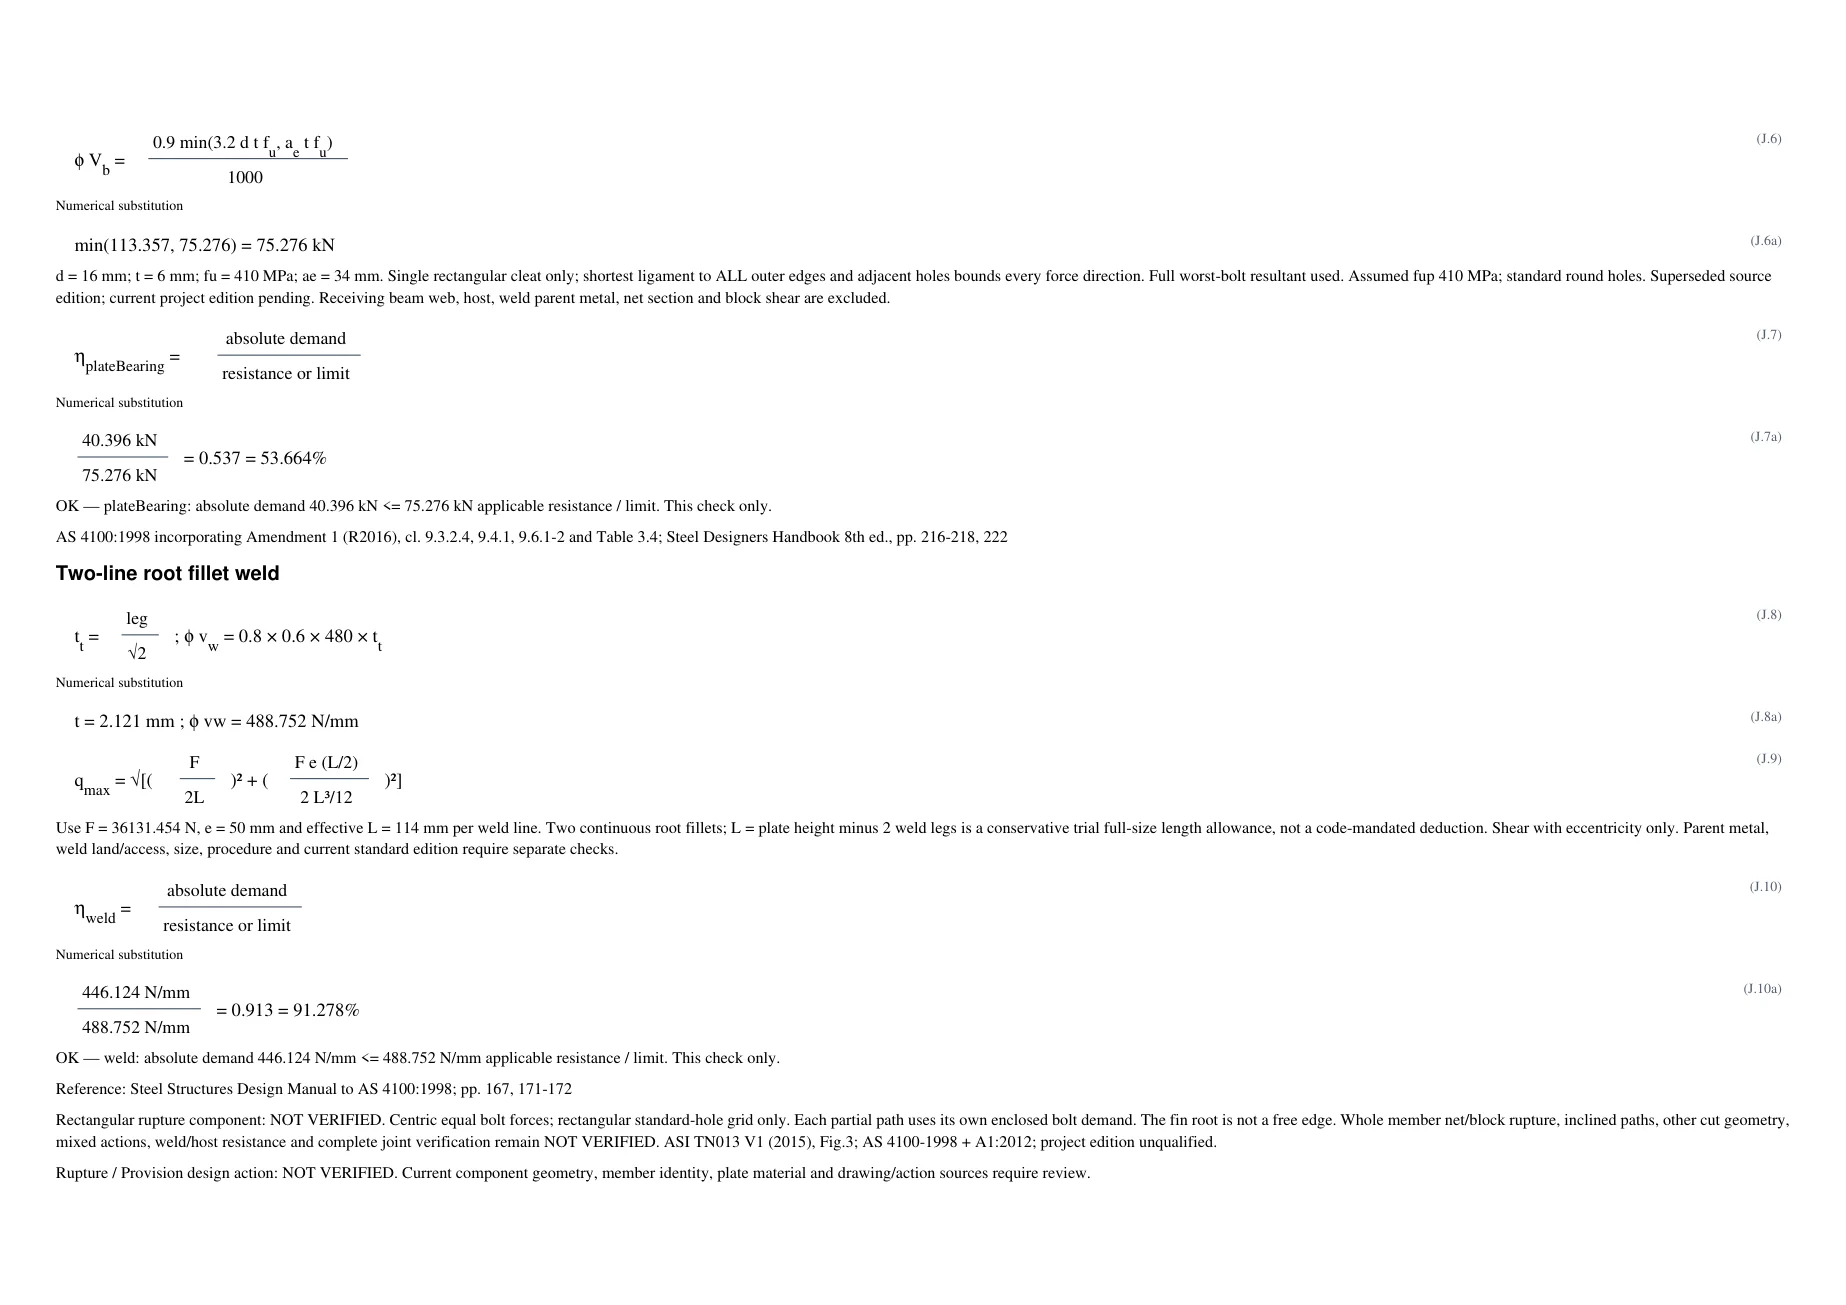 ϕ V_b = 0.9 min(3.2 d t f_u, a_e t f_u) / 1000 (J.6)
Numerical substitution
min(113.357, 75.276) = 75.276 kN (J.6a)
d = 16 mm; t = 6 mm; fu = 410 MPa; ae = 34 mm. Single rectangular cleat only; shortest ligament to ALL outer edges and adjacent holes bounds every force direction. Full worst-bolt resultant used. Assumed fup 410 MPa; standard round holes. Superseded source
edition; current project edition pending. Receiving beam web, host, weld parent metal, net section and block shear are excluded.
η_plateBearing = absolute demand / resistance or limit (J.7)
Numerical substitution
40.396 kN / 75.276 kN = 0.537 = 53.664% (J.7a)
OK — plateBearing: absolute demand 40.396 kN <= 75.276 kN applicable resistance / limit. This check only.
AS 4100:1998 incorporating Amendment 1 (R2016), cl. 9.3.2.4, 9.4.1, 9.6.1-2 and Table 3.4; Steel Designers Handbook 8th ed., pp. 216-218, 222
Two-line root fillet weld
t_t = leg / √2 ; ϕ v_w = 0.8 × 0.6 × 480 × t_t (J.8)
Numerical substitution
t = 2.121 mm ; ϕ vw = 488.752 N/mm (J.8a)
q_max = √[( F / 2L )² + ( F e (L/2) / 2 L³/12 )²] (J.9)
Use F = 36131.454 N, e = 50 mm and effective L = 114 mm per weld line. Two continuous root fillets; L = plate height minus 2 weld legs is a conservative trial full-size length allowance, not a code-mandated deduction. Shear with eccentricity only. Parent metal,
weld land/access, size, procedure and current standard edition require separate checks.
η_weld = absolute demand / resistance or limit (J.10)
Numerical substitution
446.124 N/mm / 488.752 N/mm = 0.913 = 91.278% (J.10a)
OK — weld: absolute demand 446.124 N/mm <= 488.752 N/mm applicable resistance / limit. This check only.
Reference: Steel Structures Design Manual to AS 4100:1998; pp. 167, 171-172
Rectangular rupture component: NOT VERIFIED. Centric equal bolt forces; rectangular standard-hole grid only. Each partial path uses its own enclosed bolt demand. The fin root is not a free edge. Whole member net/block rupture, inclined paths, other cut geometry,
mixed actions, weld/host resistance and complete joint verification remain NOT VERIFIED. ASI TN013 V1 (2015), Fig.3; AS 4100-1998 + A1:2012; project edition unqualified.
Rupture / Provision design action: NOT VERIFIED. Current component geometry, member identity, plate material and drawing/action sources require review.